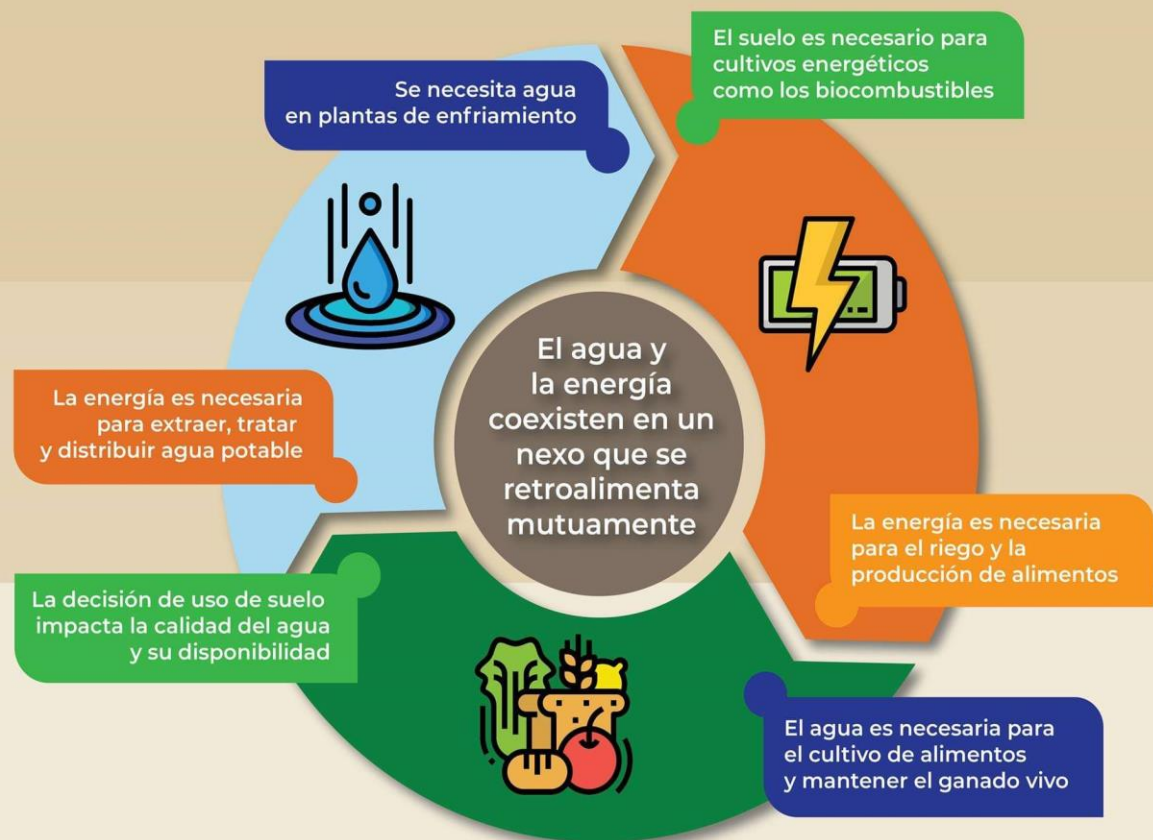 Se necesita agua
en plantas de enfriamiento
El suelo es necesario para
cultivos energéticos
como los biocombustibles
El agua y
la energía
coexisten en un
nexo que se
retroalimenta
mutuamente
La energía es necesaria
para extraer, tratar
y distribuir agua potable
La energía es necesaria
para el riego y la
producción de alimentos
La decisión de uso de suelo
impacta la calidad del agua
y su disponibilidad
El agua es necesaria para
el cultivo de alimentos
y mantener el ganado vivo